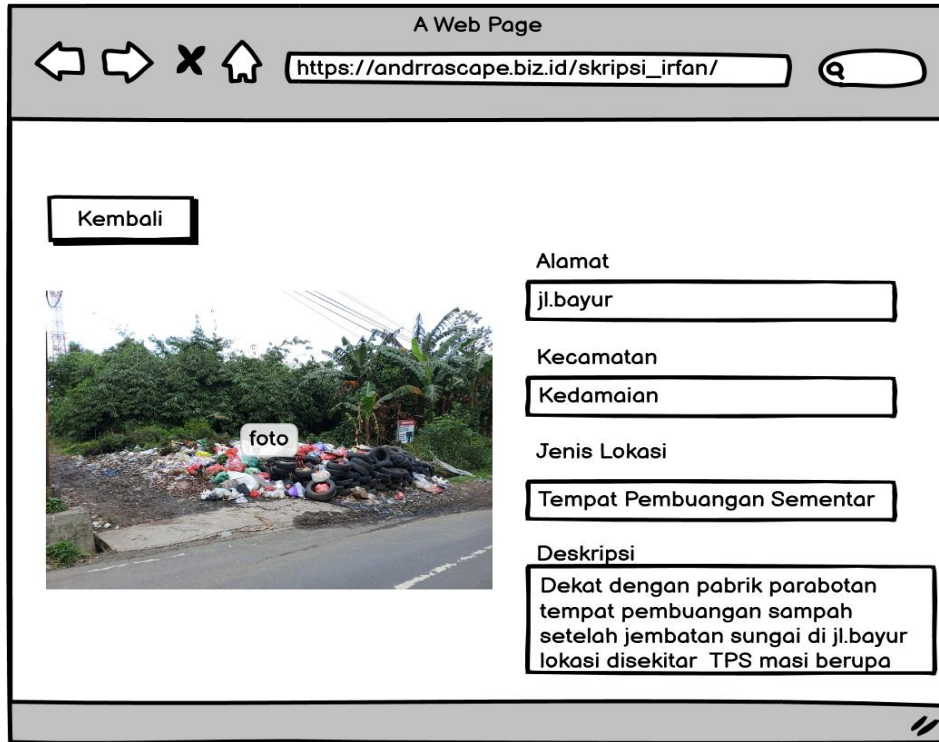 A Web Page
https://andrrascape.biz.id/skripsi_irfan/
Kembali
foto
Alamat
jl.bayur
Kecamatan
Kedamaian
Jenis Lokasi
Tempat Pembuangan Sementar
Deskripsi
Dekat dengan pabrik parabotan
tempat pembuangan sampah
setelah jembatan sungai di jl.bayur
lokasi disekitar TPS masi berupa